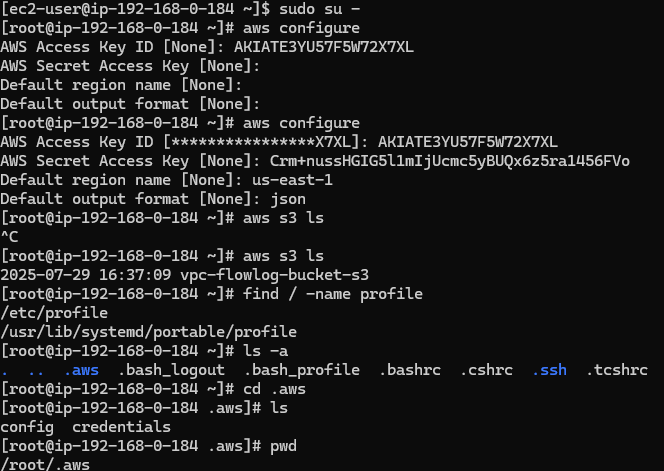 [ec2-user@ip-192-168-0-184 ~]$ sudo su -
[root@ip-192-168-0-184 ~]# aws configure
AWS Access Key ID [None]: AKIATE3YU57F5W72X7XL
AWS Secret Access Key [None]:
Default region name [None]:
Default output format [None]:
[root@ip-192-168-0-184 ~]# aws configure
AWS Access Key ID [****************X7XL]: AKIATE3YU57F5W72X7XL
AWS Secret Access Key [None]: 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
Default region name [None]: us-east-1
Default output format [None]: json
[root@ip-192-168-0-184 ~]# aws s3 ls
^C
[root@ip-192-168-0-184 ~]# aws s3 ls
2025-07-29 16:37:09 vpc-flowlog-bucket-s3
[root@ip-192-168-0-184 ~]# find / -name profile
/etc/profile
/usr/lib/systemd/portable/profile
[root@ip-192-168-0-184 ~]# ls -a
. .. .aws .bash_logout .bash_profile .bashrc .cshrc .ssh .tcshrc
[root@ip-192-168-0-184 ~]# cd .aws
[root@ip-192-168-0-184 .aws]# ls
config credentials
[root@ip-192-168-0-184 .aws]# pwd
/root/.aws